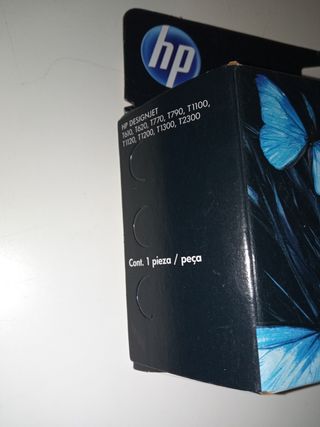 hp
HP DESIGNJET
T610, T620, T770, T790, T1100,
T1120, T1200, T1300, T2300
Cont. 1 pieza / peça